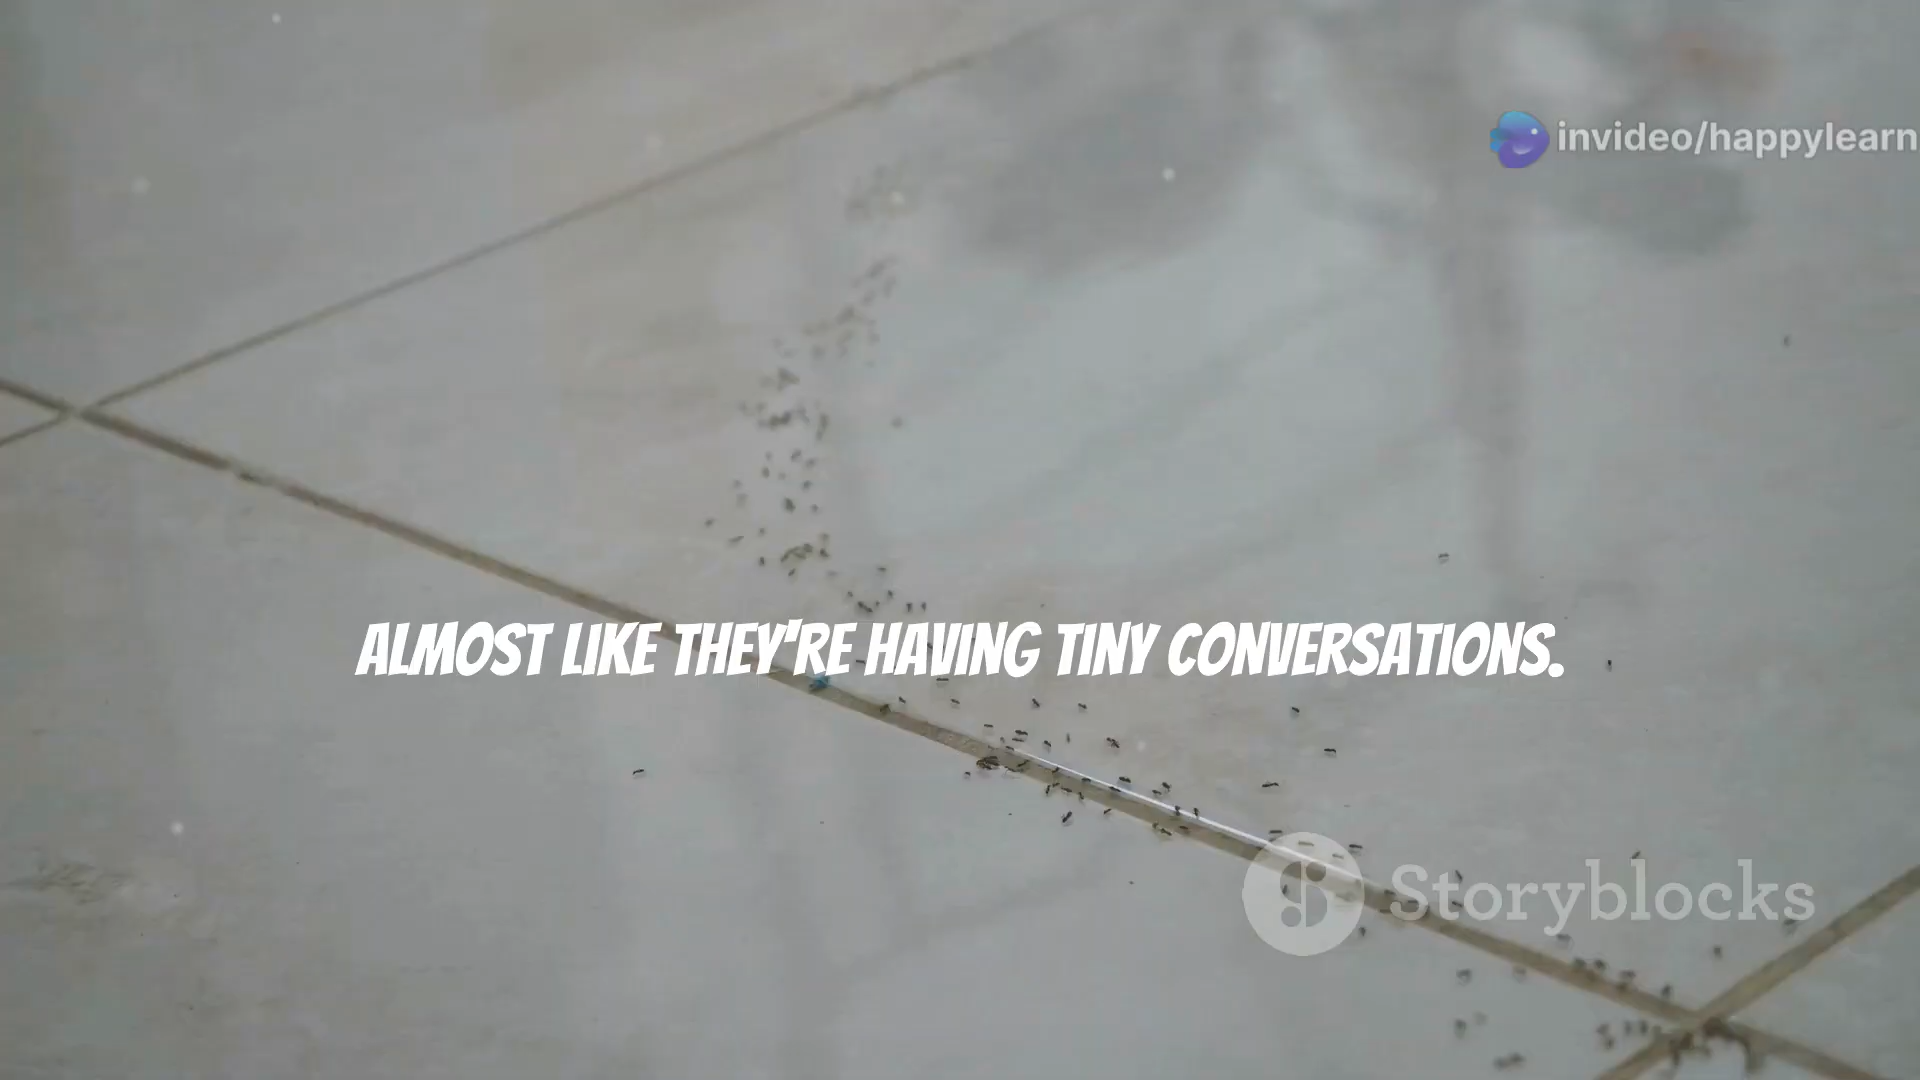 invideo/happylearn
ALMOST LIKE THEY'RE HAVING TINY CONVERSATIONS.
Storyblocks